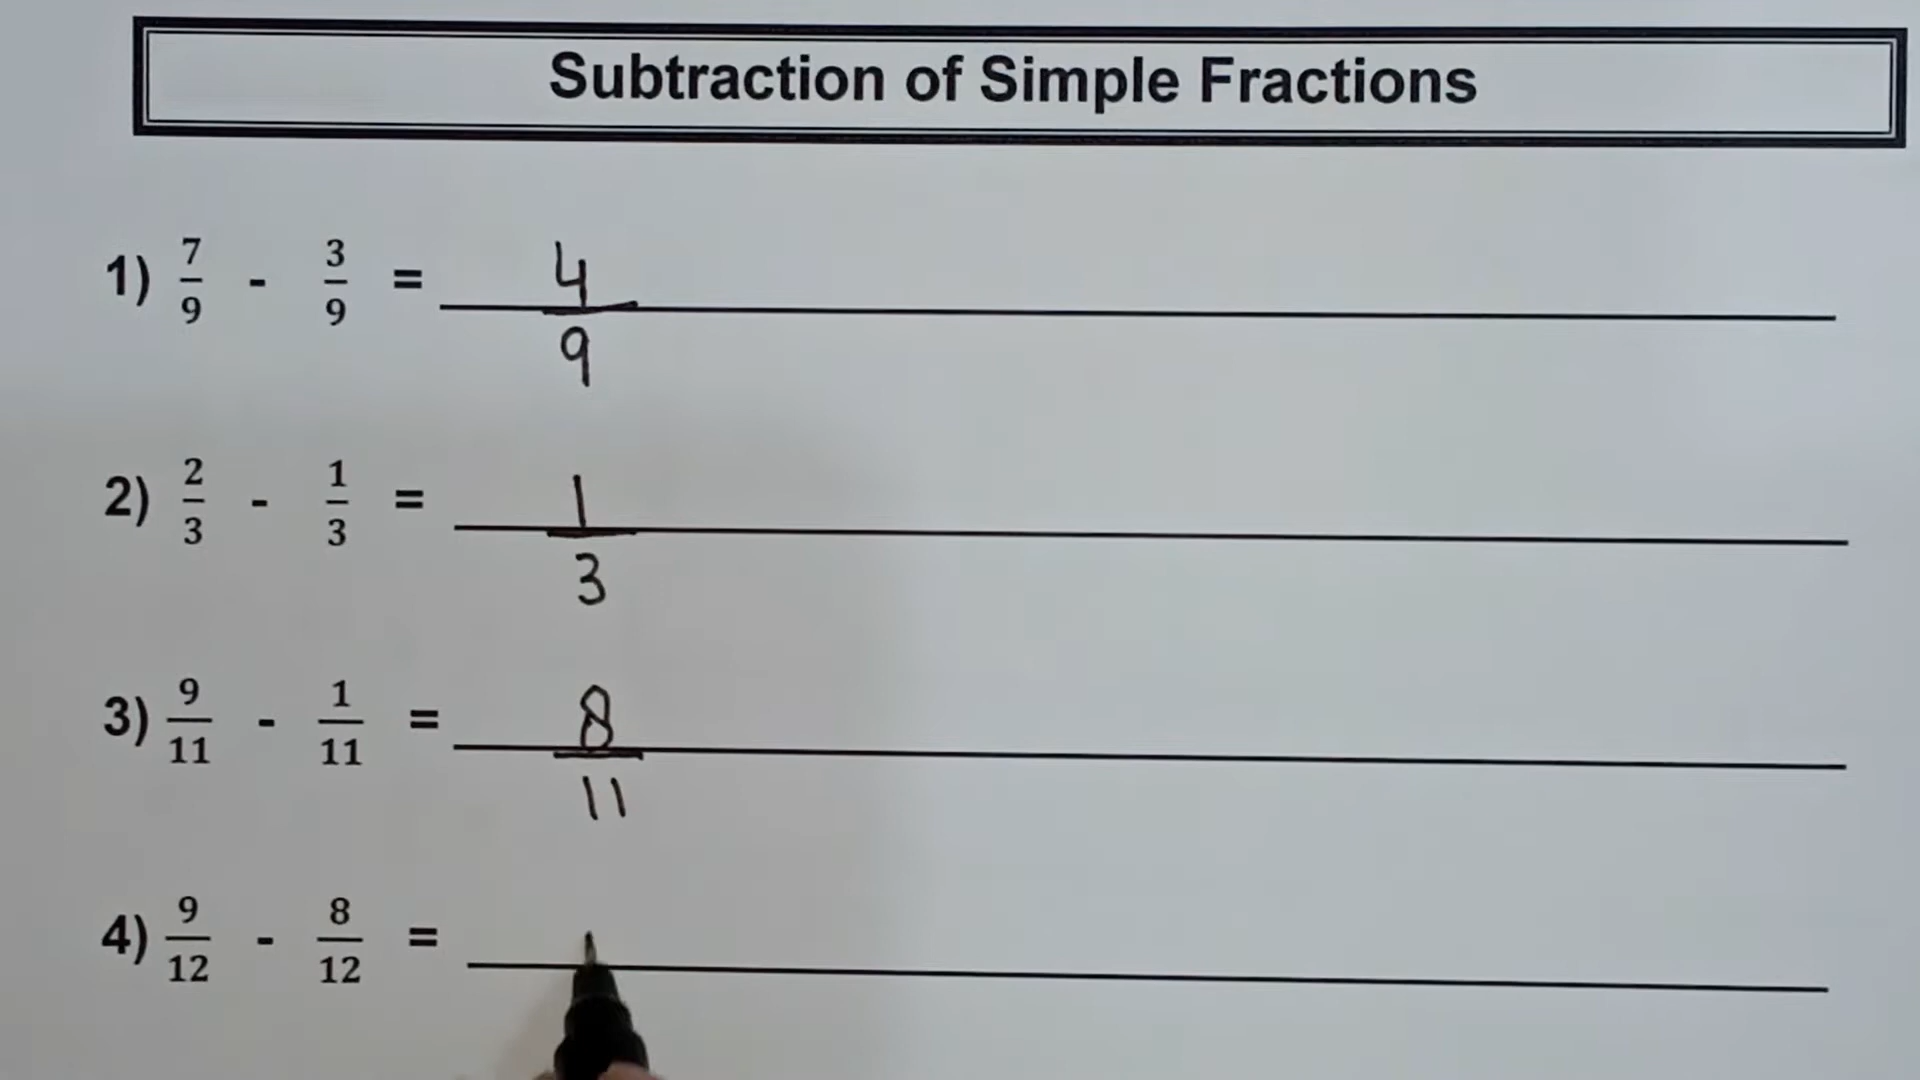 Subtraction of Simple Fractions
1) 7/9 - 3/9 = 4/9
2) 2/3 - 1/3 = 1/3
3) 9/11 - 1/11 = 8/11
4) 9/12 - 8/12 =